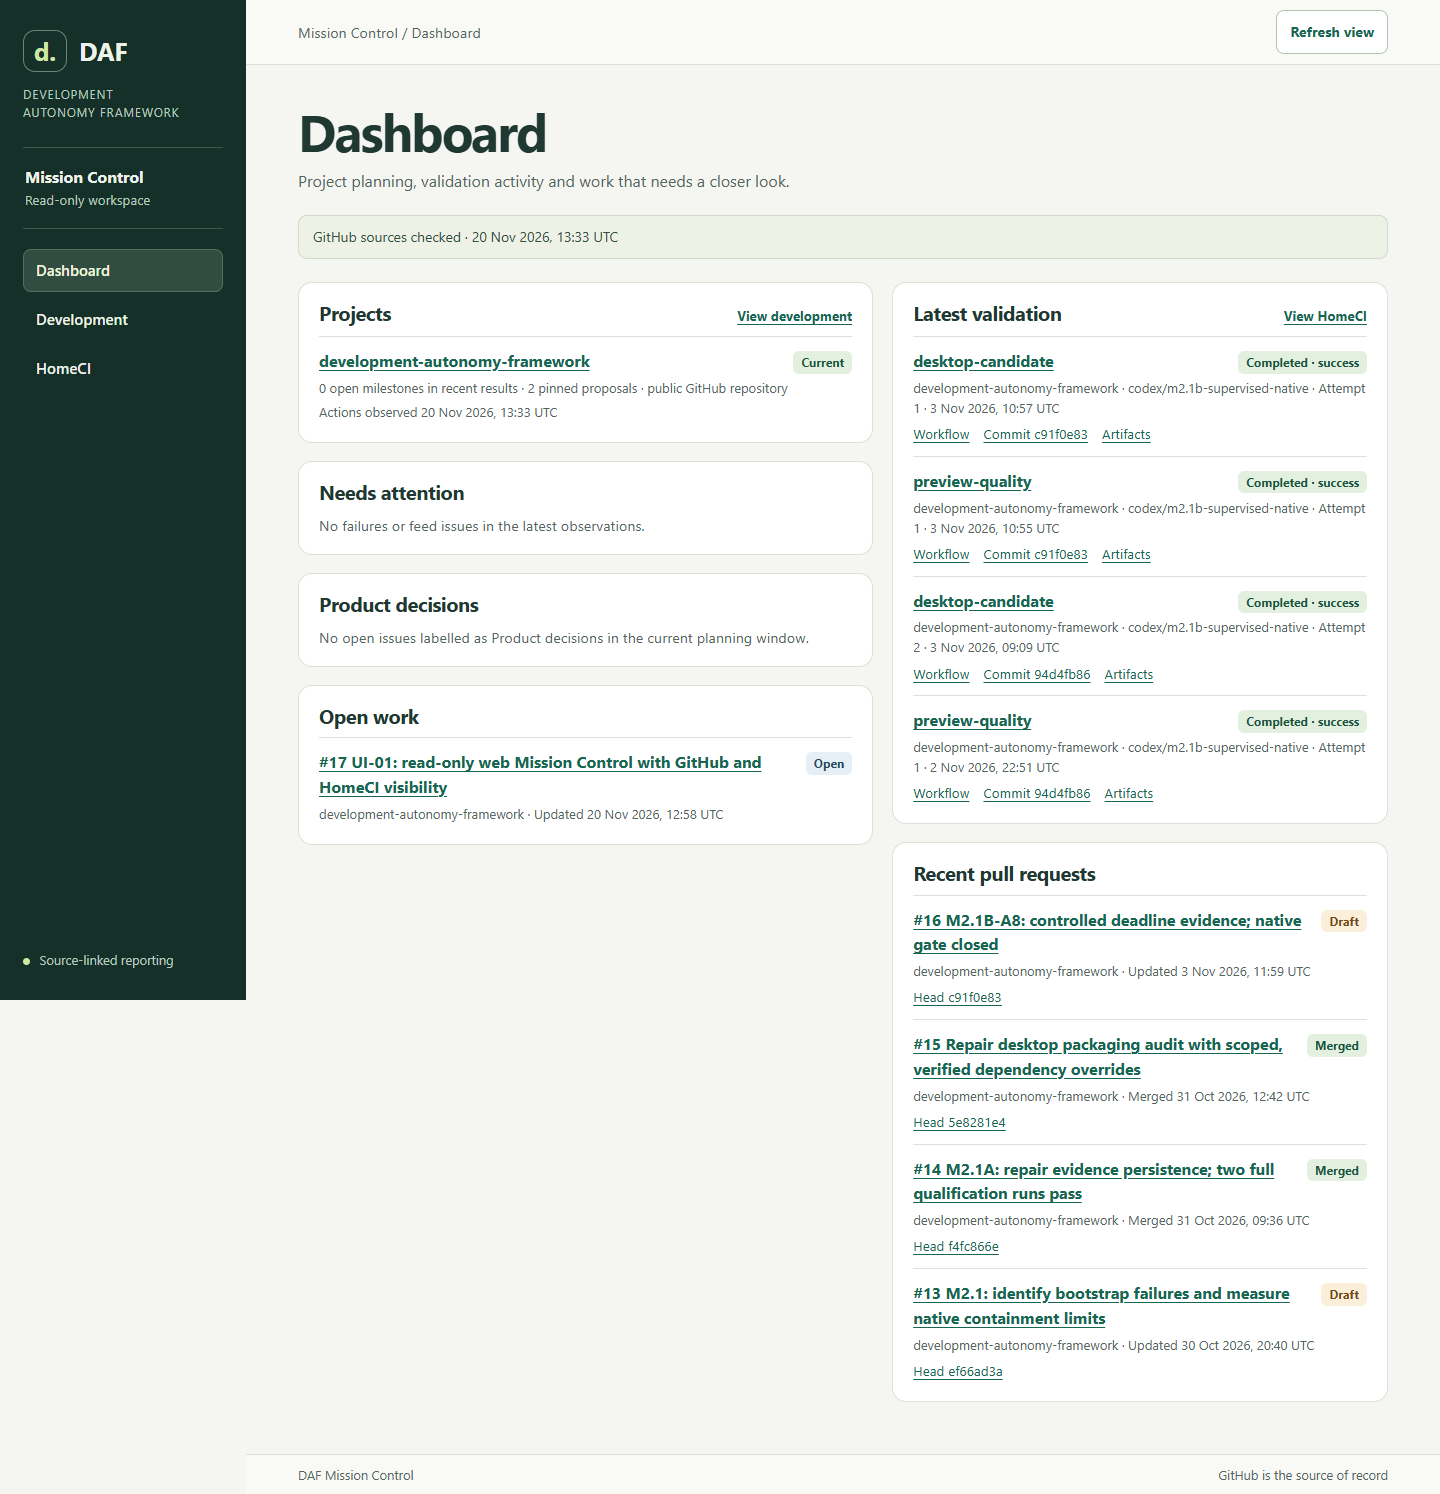 d. DAF
DEVELOPMENT
AUTONOMY FRAMEWORK
Mission Control
Read-only workspace
Dashboard
Development
HomeCI
Source-linked reporting
Mission Control / Dashboard
Refresh view
Dashboard
Project planning, validation activity and work that needs a closer look.
GitHub sources checked · 20 Nov 2026, 13:33 UTC
Projects
View development
development-autonomy-framework
Current
0 open milestones in recent results · 2 pinned proposals · public GitHub repository
Actions observed 20 Nov 2026, 13:33 UTC
Needs attention
No failures or feed issues in the latest observations.
Product decisions
No open issues labelled as Product decisions in the current planning window.
Open work
#17 UI-01: read-only web Mission Control with GitHub and
HomeCI visibility
Open
development-autonomy-framework · Updated 20 Nov 2026, 12:58 UTC
Latest validation
View HomeCI
desktop-candidate
Completed · success
development-autonomy-framework · codex/m2.1b-supervised-native · Attempt
1 · 3 Nov 2026, 10:57 UTC
Workflow Commit c91f0e83 Artifacts
preview-quality
Completed · success
development-autonomy-framework · codex/m2.1b-supervised-native · Attempt
1 · 3 Nov 2026, 10:55 UTC
Workflow Commit c91f0e83 Artifacts
desktop-candidate
Completed · success
development-autonomy-framework · codex/m2.1b-supervised-native · Attempt
2 · 3 Nov 2026, 09:09 UTC
Workflow Commit 94d4fb86 Artifacts
preview-quality
Completed · success
development-autonomy-framework · codex/m2.1b-supervised-native · Attempt
1 · 2 Nov 2026, 22:51 UTC
Workflow Commit 94d4fb86 Artifacts
Recent pull requests
#16 M2.1B-A8: controlled deadline evidence; native
gate closed
Draft
development-autonomy-framework · Updated 3 Nov 2026, 11:59 UTC
Head c91f0e83
#15 Repair desktop packaging audit with scoped,
verified dependency overrides
Merged
development-autonomy-framework · Merged 31 Oct 2026, 12:42 UTC
Head 5e8281e4
#14 M2.1A: repair evidence persistence; two full
qualification runs pass
Merged
development-autonomy-framework · Merged 31 Oct 2026, 09:36 UTC
Head f4fc866e
#13 M2.1: identify bootstrap failures and measure
native containment limits
Draft
development-autonomy-framework · Updated 30 Oct 2026, 20:40 UTC
Head ef66ad3a
DAF Mission Control
GitHub is the source of record